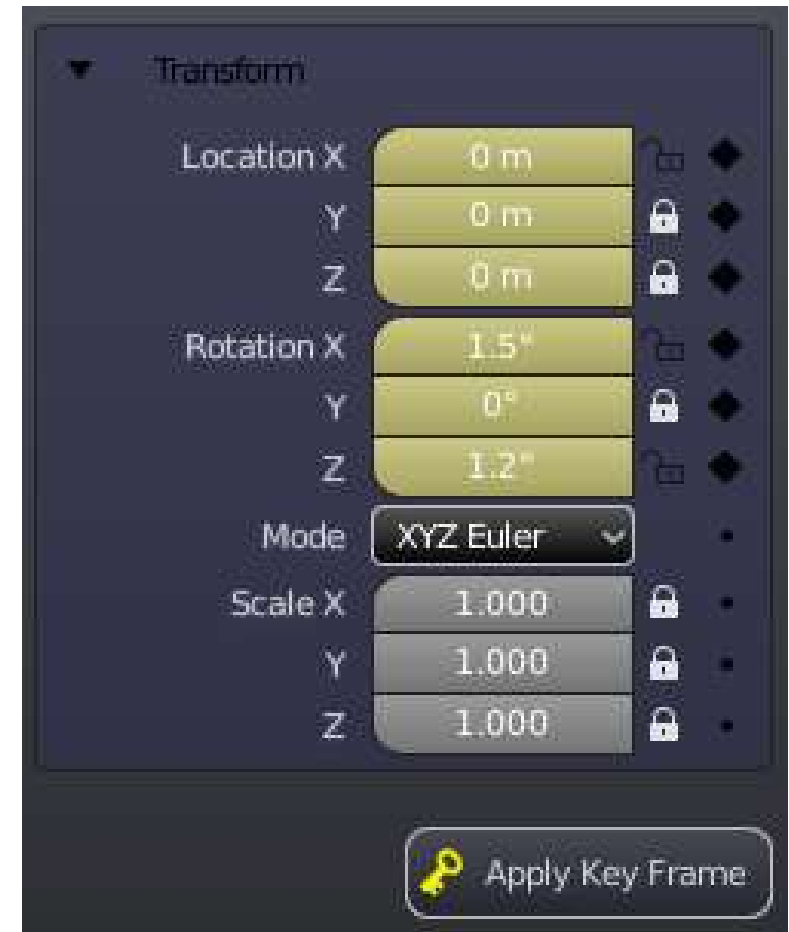 Transform
Location X 0 m
Y 0 m
Z 0 m
Rotation X 1.5°
Y 0°
Z 1.2°
Mode XYZ Euler
Scale X 1.000
Y 1.000
Z 1.000
Apply Key Frame